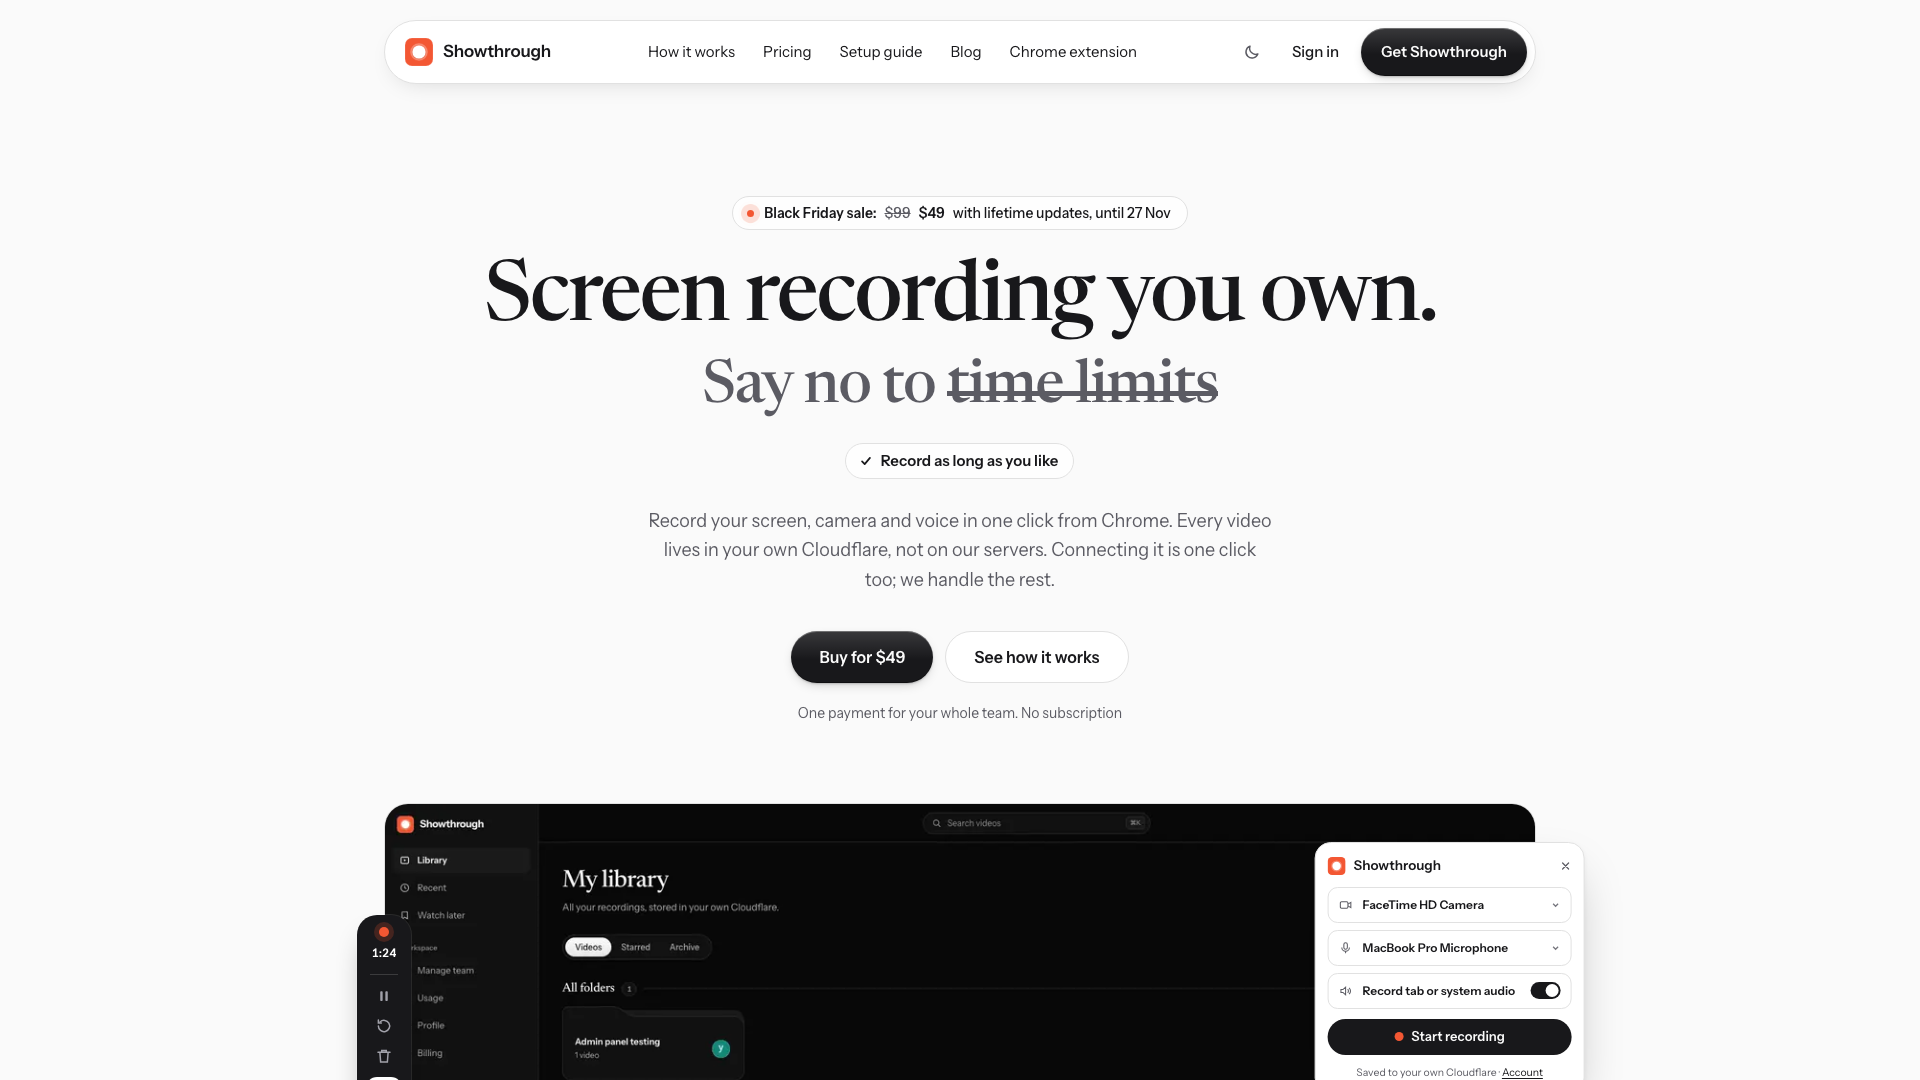 Showthrough
How it works
Pricing
Setup guide
Blog
Chrome extension
Sign in
Get Showthrough
Black Friday sale: $99 $49 with lifetime updates, until 27 Nov
Screen recording you own.
Say no to time limits
Record as long as you like
Record your screen, camera and voice in one click from Chrome. Every video
lives in your own Cloudflare, not on our servers. Connecting it is one click
too; we handle the rest.
Buy for $49
See how it works
One payment for your whole team. No subscription
Showthrough
Search videos
⌘K
Library
Recent
Watch later
kspace
Manage team
Usage
Profile
Billing
1:24
My library
All your recordings, stored in your own Cloudflare.
Videos
Starred
Archive
All folders 1
Admin panel testing
1 video
y
Showthrough
FaceTime HD Camera
MacBook Pro Microphone
Record tab or system audio
Start recording
Saved to your own Cloudflare · Account